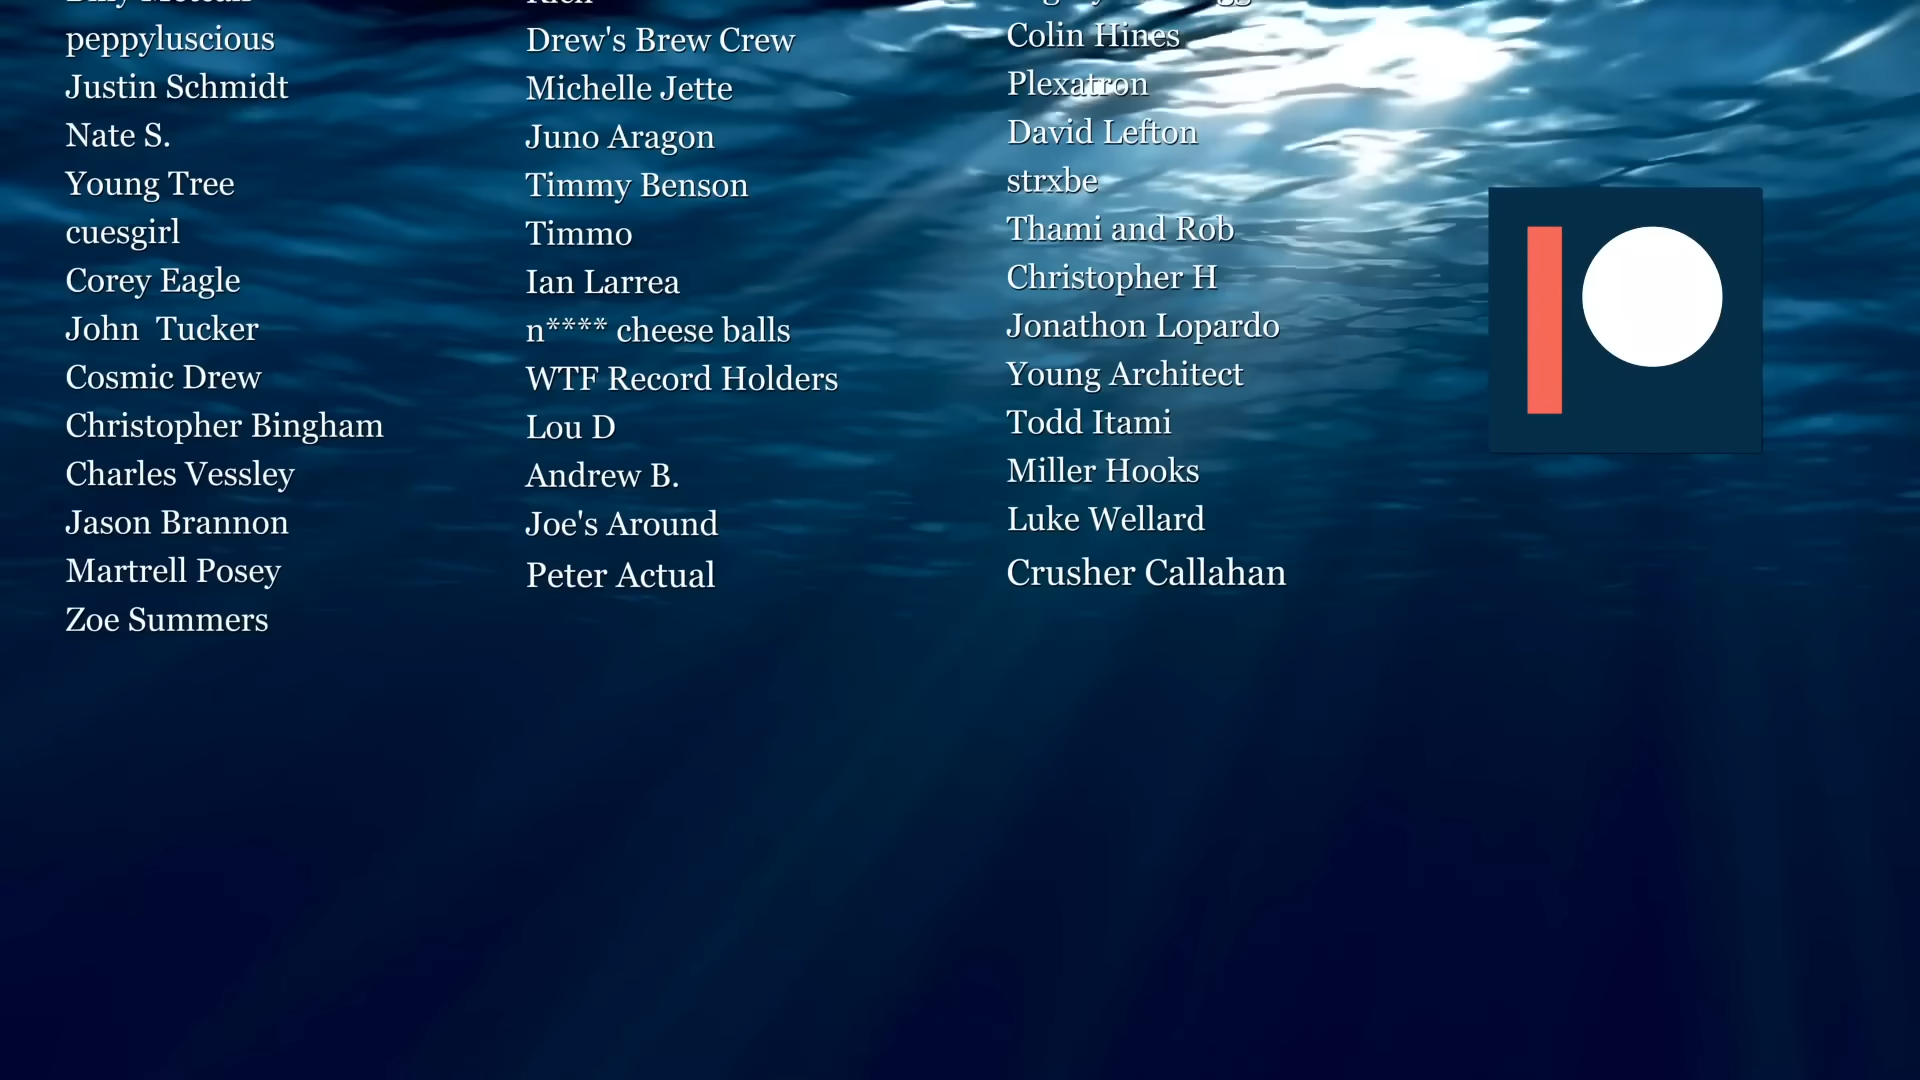 peppyluscious
Justin Schmidt
Nate S.
Young Tree
cuesgirl
Corey Eagle
John  Tucker
Cosmic Drew
Christopher Bingham
Charles Vessley
Jason Brannon
Martrell Posey
Zoe Summers
Drew's Brew Crew
Michelle Jette
Juno Aragon
Timmy Benson
Timmo
Ian Larrea
n**** cheese balls
WTF Record Holders
Lou D
Andrew B.
Joe's Around
Peter Actual
Colin Hines
Plexatron
David Lefton
strxbe
Thami and Rob
Christopher H
Jonathon Lopardo
Young Architect
Todd Itami
Miller Hooks
Luke Wellard
Crusher Callahan